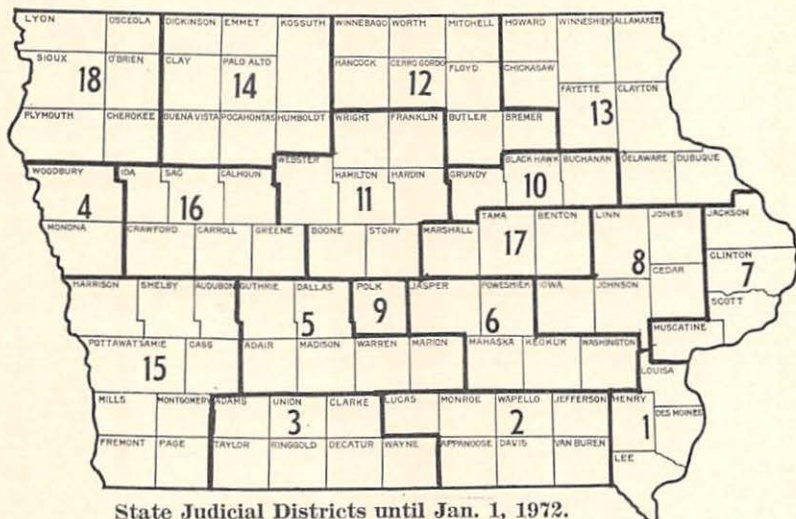 LYON OSCEOLA DICKINSON EMMET KOSSUTH WINNEBAGO WORTH MITCHELL HOWARD WINNESHIEK ALLAMAKEE
SIOUX O'BRIEN CLAY PALO ALTO HANCOCK CERRO GORDO FLOYD CHICKASAW
18 14 12 FAYETTE CLAYTON
13
PLYMOUTH CHEROKEE BUENA VISTA POCAHONTAS HUMBOLDT WRIGHT FRANKLIN BUTLER BREMER
WOODBURY IDA SAC CALHOUN WEBSTER HAMILTON HARDIN GRUNDY BLACK HAWK BUCHANAN DELAWARE DUBUQUE
4 16 11 10
MONONA CRAWFORD CARROLL GREENE BOONE STORY MARSHALL TAMA BENTON LINN JONES JACKSON
17 8 CLINTON
7
HARRISON SHELBY AUDUBON GUTHRIE DALLAS POLK JASPER POWESHIEK IOWA JOHNSON CEDAR SCOTT
5 9 6
POTTAWATSAMIE CASS ADAIR MADISON WARREN MARION MAHASKA KEOKUK WASHINGTON MUSCATINE
15 LOUISA
MILLS MONTGOMERY ADAMS UNION CLARKE LUCAS MONROE WAPELLO JEFFERSON HENRY DES MOINES
3 2 1
FREMONT PAGE TAYLOR RINGGOLD DECATUR WAYNE APPANOOSE DAVIS VAN BUREN LEE
State Judicial Districts until Jan. 1, 1972.